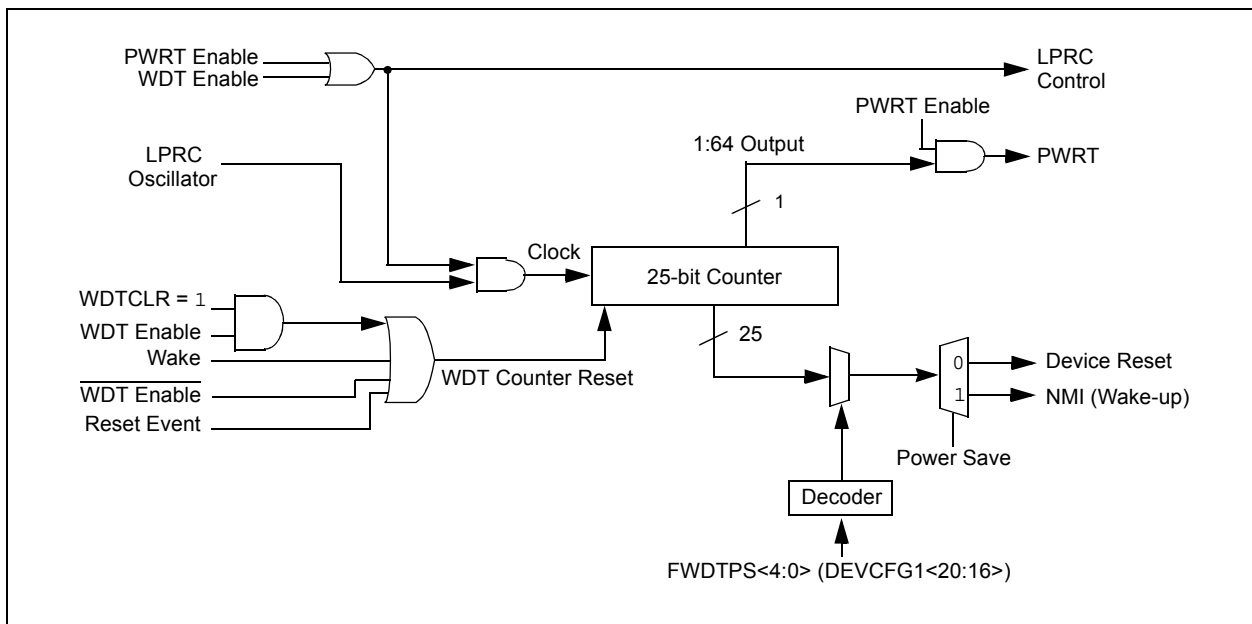 PWRT Enable
WDT Enable
LPRC
Control
PWRT Enable
LPRC
Oscillator
1:64 Output
PWRT
1
Clock
25-bit Counter
WDTCLR = 1
WDT Enable
Wake
WDT Enable
Reset Event
WDT Counter Reset
25
0
1
Device Reset
NMI (Wake-up)
Power Save
Decoder
FWDTPS<4:0> (DEVCFG1<20:16>)